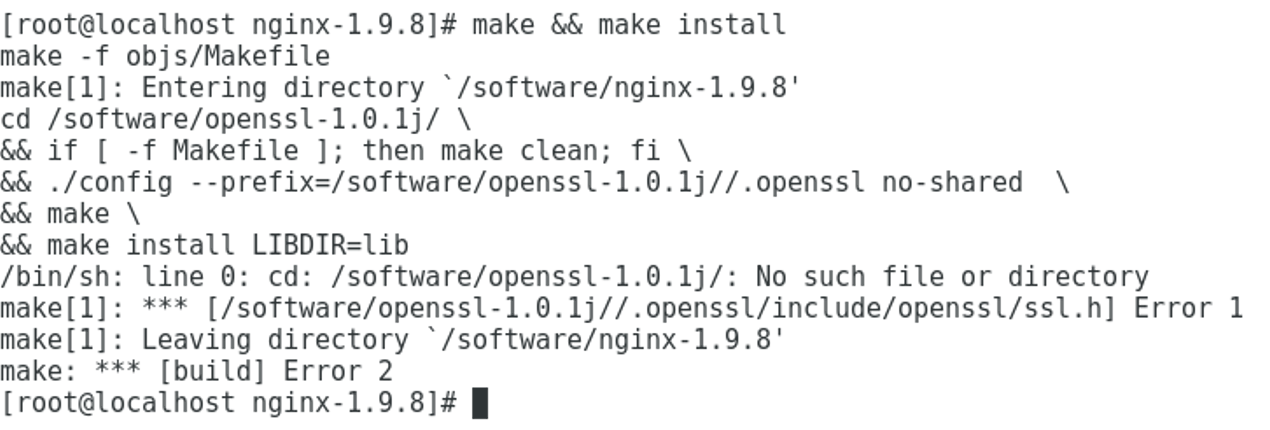 [root@localhost nginx-1.9.8]# make && make install
make -f objs/Makefile
make[1]: Entering directory `/software/nginx-1.9.8'
cd /software/openssl-1.0.1j/ \
&& if [ -f Makefile ]; then make clean; fi \
&& ./config --prefix=/software/openssl-1.0.1j//.openssl no-shared  \
&& make \
&& make install LIBDIR=lib
/bin/sh: line 0: cd: /software/openssl-1.0.1j/: No such file or directory
make[1]: *** [/software/openssl-1.0.1j//.openssl/include/openssl/ssl.h] Error 1
make[1]: Leaving directory `/software/nginx-1.9.8'
make: *** [build] Error 2
[root@localhost nginx-1.9.8]#